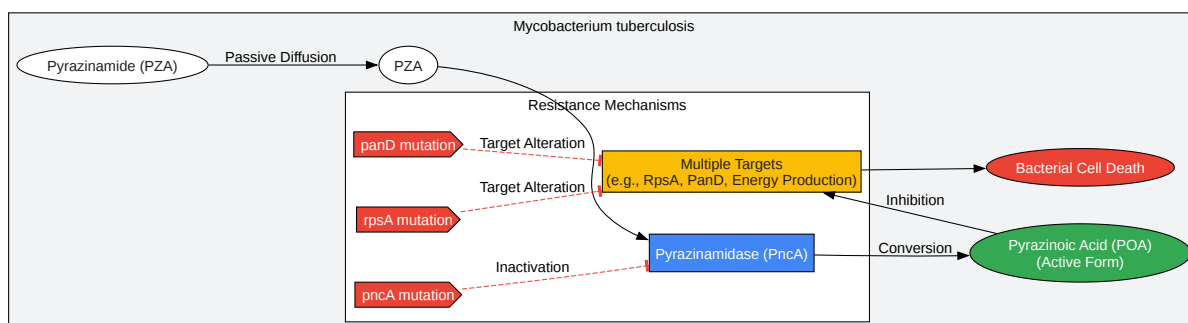 Mycobacterium tuberculosis
Pyrazinamide (PZA)
Passive Diffusion
PZA
Resistance Mechanisms
panD mutation
Target Alteration
Multiple Targets
(e.g., RpsA, PanD, Energy Production)
Bacterial Cell Death
Target Alteration
rpsA mutation
Inhibition
Pyrazinamidase (PncA)
Conversion
Pyrazinoic Acid (POA)
(Active Form)
Inactivation
pncA mutation